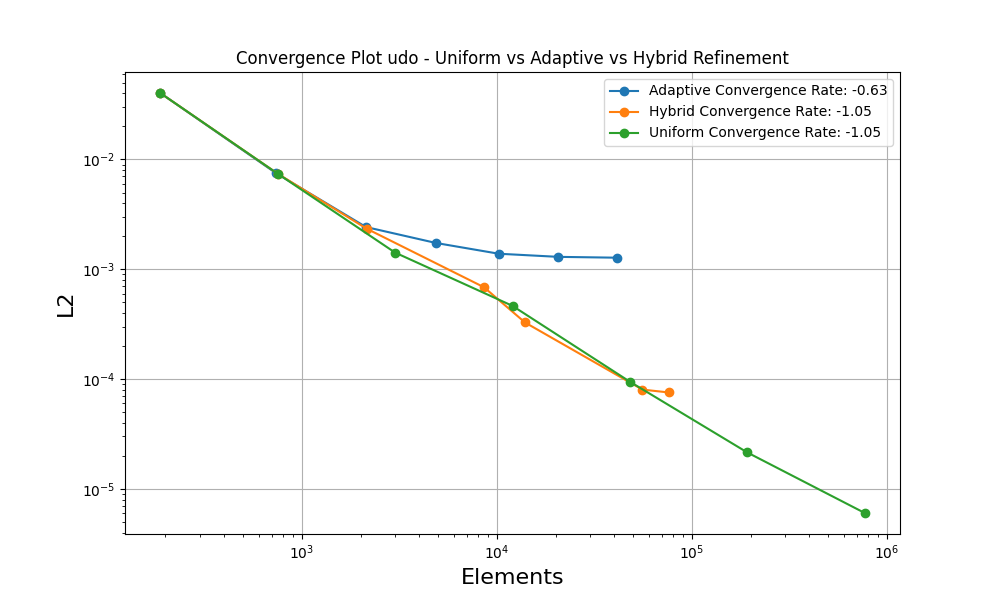 Convergence Plot udo - Uniform vs Adaptive vs Hybrid Refinement
Adaptive Convergence Rate: -0.63
Hybrid Convergence Rate: -1.05
Uniform Convergence Rate: -1.05
L2
10⁻²
10⁻³
10⁻⁴
10⁻⁵
10³ 10⁴ 10⁵ 10⁶
Elements